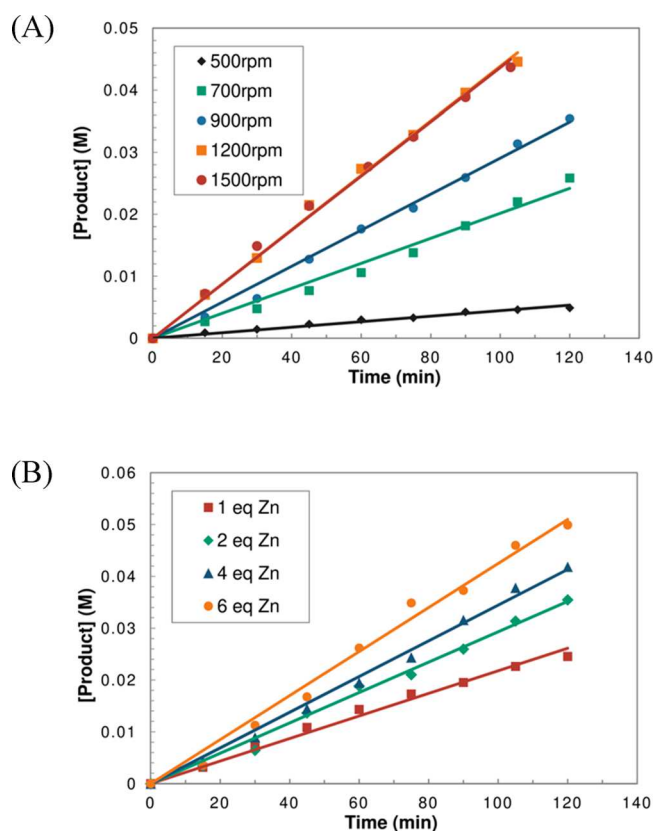 (A)
0.05
0.04
0.03
0.02
0.01
0
[Product] (M)
500rpm
700rpm
900rpm
1200rpm
1500rpm
0 20 40 60 80 100 120 140
Time (min)
(B)
0.06
0.05
0.04
0.03
0.02
0.01
0
[Product] (M)
1 eq Zn
2 eq Zn
4 eq Zn
6 eq Zn
0 20 40 60 80 100 120 140
Time (min)